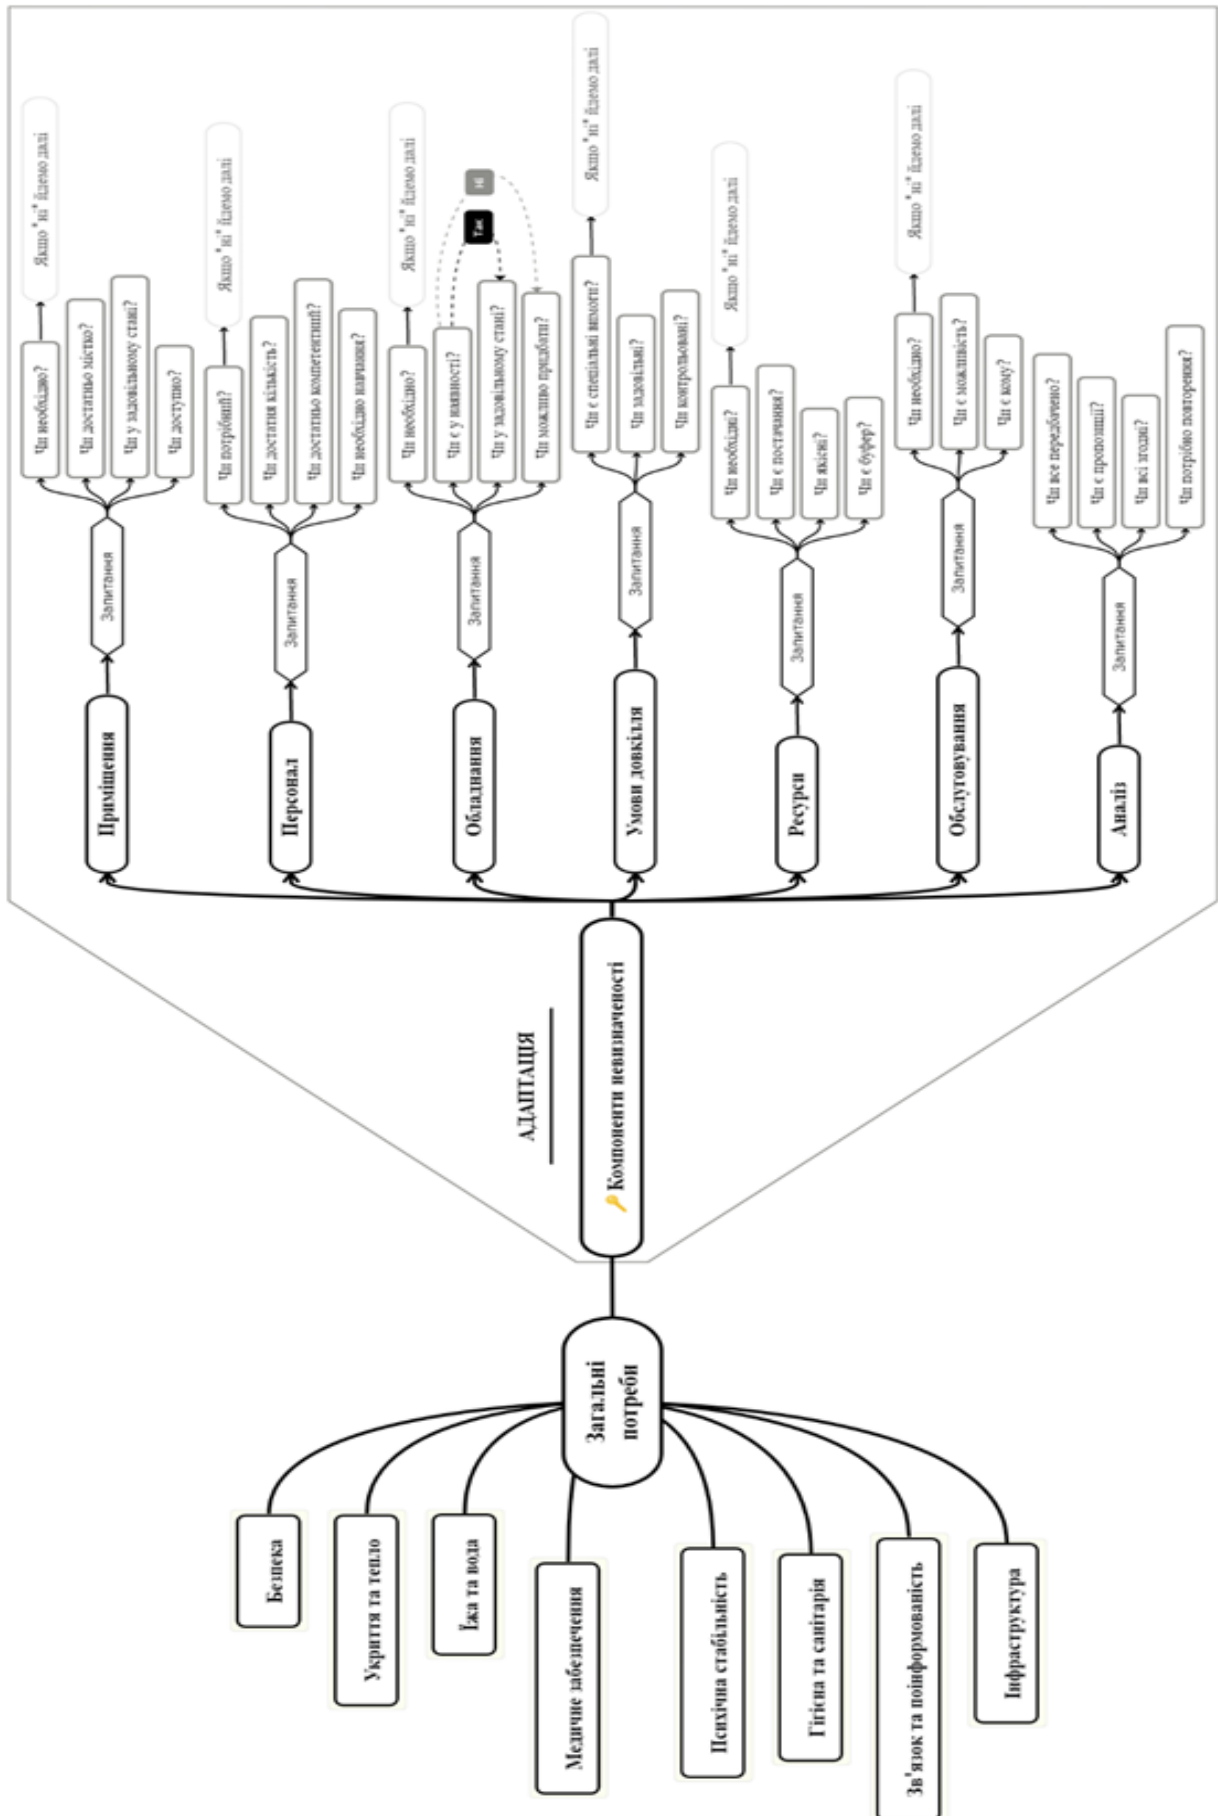 Безпека
Укриття та тепло
Їжа та вода
Медичне забезпечення
Психічна стабільність
Гігієна та санітарія
Зв'язок та поінформованість
Інфраструктура
Загальні
потреби
АДАПТАЦІЯ
Компоненти невизначеності
Приміщення
Запитання
Чи необхідно?
Якщо "ні" йдемо далі
Чи достатньо містко?
Чи у задовільному стані?
Чи доступно?
Персонал
Запитання
Чи потрібний?
Якщо "ні" йдемо далі
Чи достатня кількість?
Чи достатньо компетентний?
Чи необхідно навчання?
Обладнання
Запитання
Чи необхідно?
Якщо "ні" йдемо далі
Чи є у наявності?
Так
Ні
Чи у задовільному стані?
Чи можливо придбати?
Умови довкілля
Запитання
Чи є спеціальні вимоги?
Якщо "ні" йдемо далі
Чи задовільні?
Чи контрольовані?
Ресурси
Запитання
Чи необхідні?
Якщо "ні" йдемо далі
Чи є постачання?
Чи якісні?
Чи є буфер?
Обслуговування
Запитання
Чи необхідно?
Якщо "ні" йдемо далі
Чи є можливість?
Чи є кому?
Аналіз
Запитання
Чи все передбачено?
Чи є пропозиції?
Чи всі згодні?
Чи потрібно повторення?